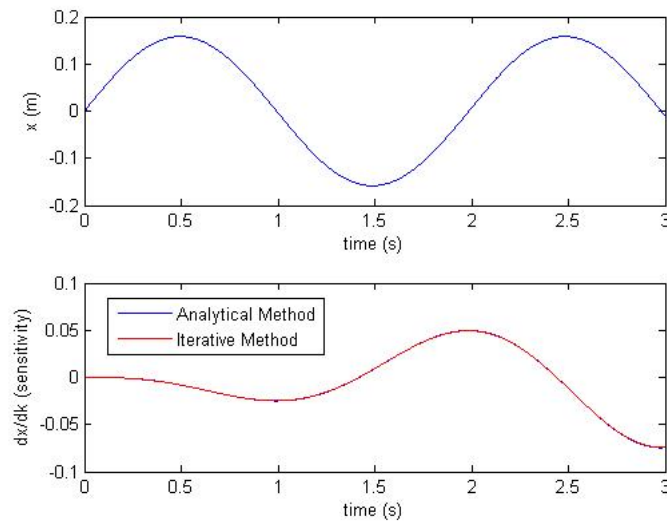 0.2
0.1
0
-0.1
-0.2
x (m)
0 0.5 1 1.5 2 2.5 3
time (s)
0.1
0.05
0
-0.05
-0.1
dx/dk (sensitivity)
Analytical Method
Iterative Method
0 0.5 1 1.5 2 2.5 3
time (s)